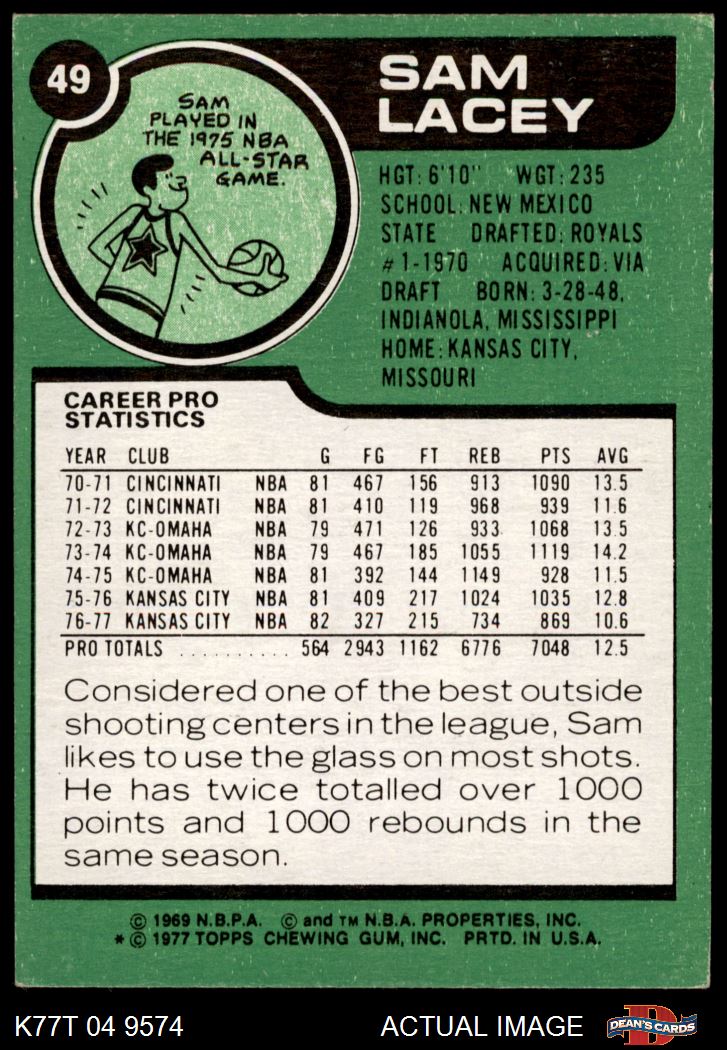 49
SAM
LACEY
SAM
PLAYED IN
THE 1975 NBA
ALL-STAR
GAME.
HGT: 6'10" WGT: 235
SCHOOL: NEW MEXICO
STATE DRAFTED: ROYALS
#1-1970 ACQUIRED: VIA
DRAFT BORN: 3-28-48,
INDIANOLA, MISSISSIPPI
HOME: KANSAS CITY,
MISSOURI
CAREER PRO
STATISTICS
YEAR CLUB G FG FT REB PTS AVG
70-71 CINCINNATI NBA 81 467 156 913 1090 13.5
71-72 CINCINNATI NBA 81 410 119 968 939 11.6
72-73 KC-OMAHA NBA 79 471 126 933 1068 13.5
73-74 KC-OMAHA NBA 79 467 185 1055 1119 14.2
74-75 KC-OMAHA NBA 81 392 144 1149 928 11.5
75-76 KANSAS CITY NBA 81 409 217 1024 1035 12.8
76-77 KANSAS CITY NBA 82 327 215 734 869 10.6
PRO TOTALS .......... 564 2943 1162 6776 7048 12.5
Considered one of the best outside
shooting centers in the league, Sam
likes to use the glass on most shots.
He has twice totalled over 1000
points and 1000 rebounds in the
same season.
© 1969 N.B.P.A. © and TM N.B.A. PROPERTIES, INC.
* © 1977 TOPPS CHEWING GUM, INC. PRTD. IN U.S.A.
K77T 04 9574 ACTUAL IMAGE D DEAN'S CARDS